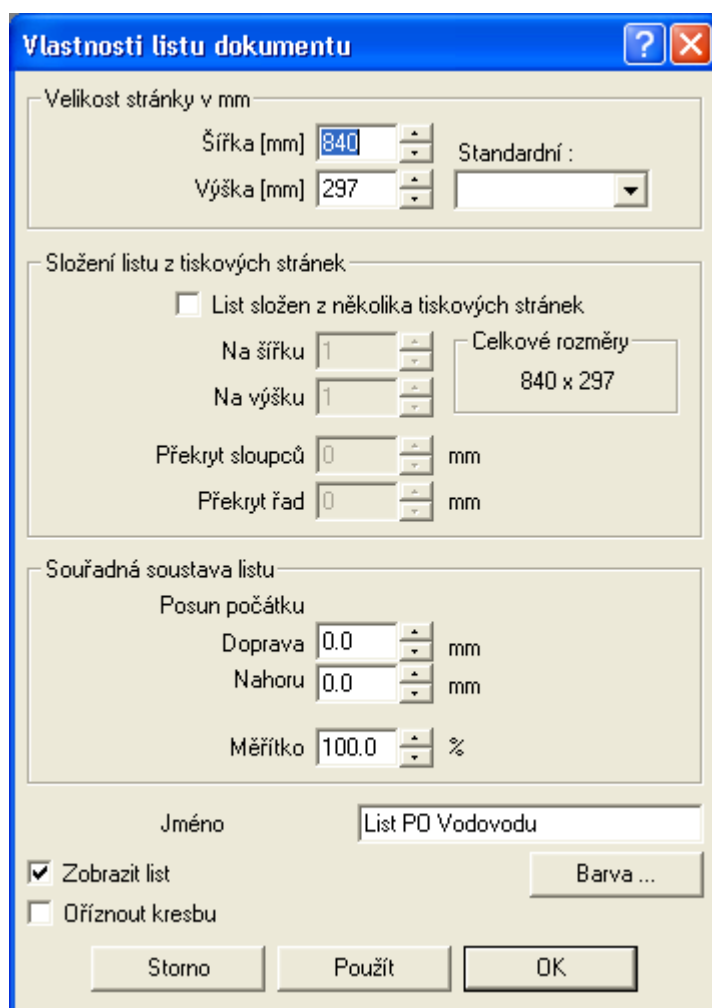 Vlastnosti listu dokumentu
Velikost stránky v mm
Šířka [mm] 840
Standardní :
Výška [mm] 297
Složení listu z tiskových stránek
List složen z několika tiskových stránek
Na šířku 1
Celkové rozměry
840 x 297
Na výšku 1
Překryt sloupců 0 mm
Překryt řad 0 mm
Souřadná soustava listu
Posun počátku
Doprava 0.0 mm
Nahoru 0.0 mm
Měřítko 100.0 %
Jméno List PO Vodovodu
Zobrazit list Barva ...
Oříznout kresbu
Storno Použít OK